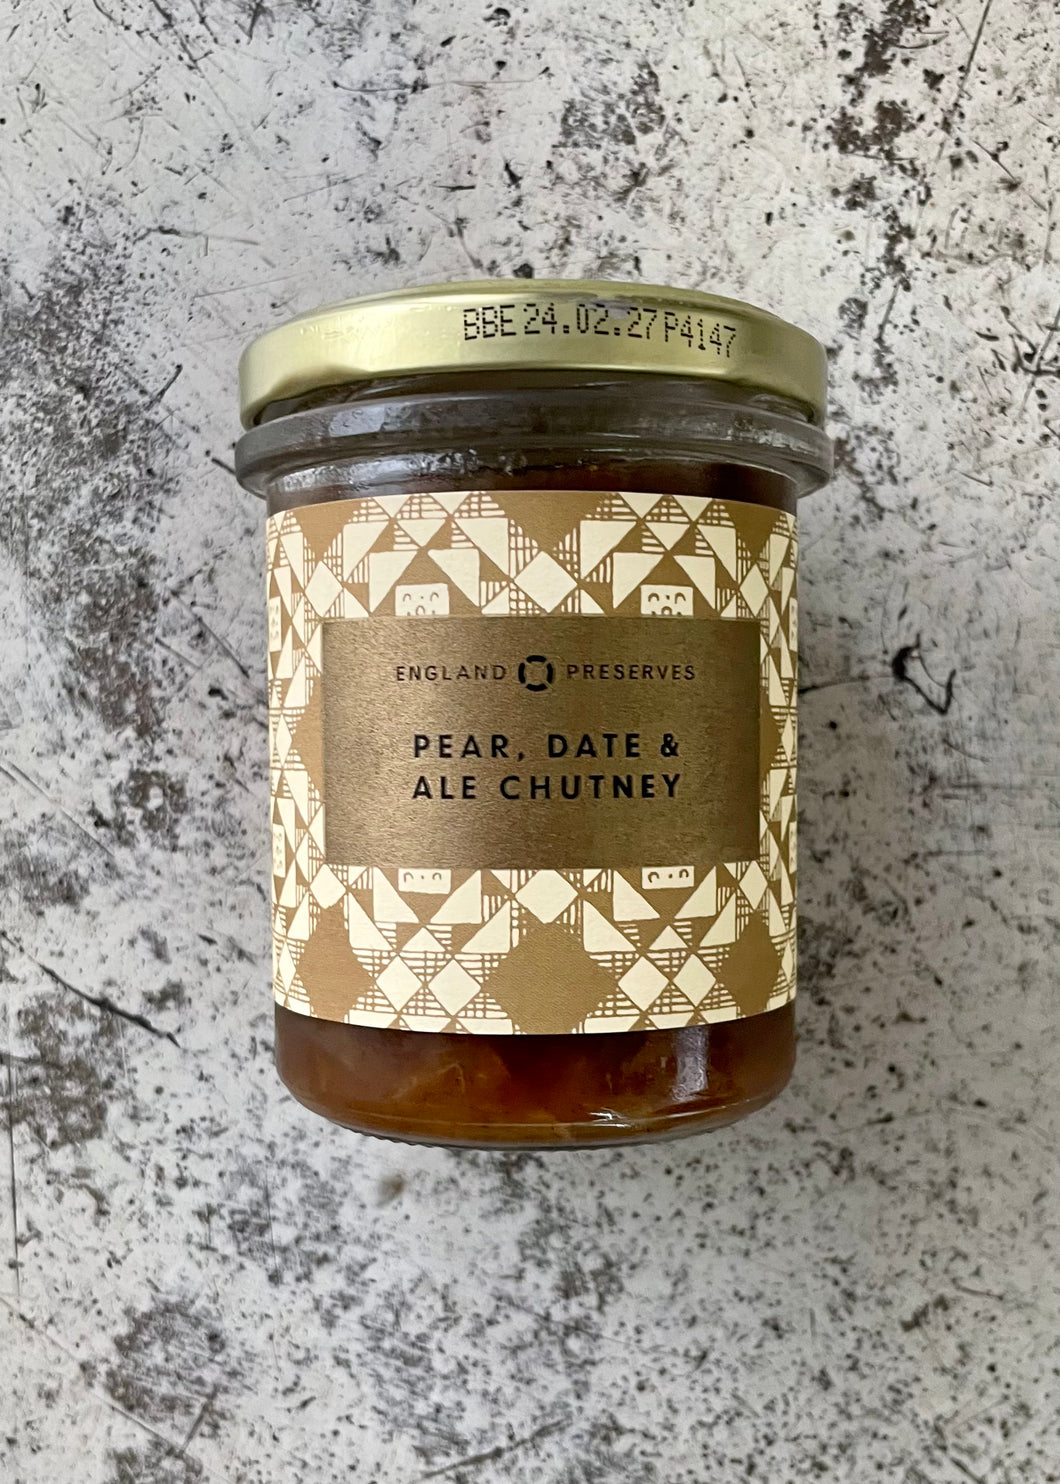 BBE 24.02.27 P4147
ENGLAND PRESERVES
PEAR, DATE &
ALE CHUTNEY